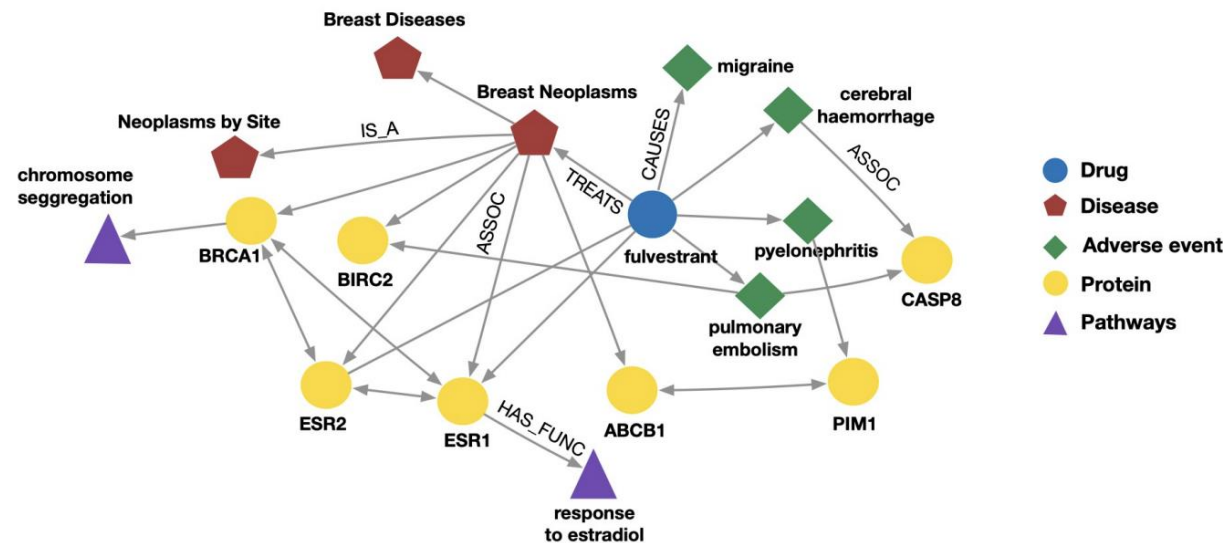 Breast Diseases
migraine
Breast Neoplasms
cerebral
haemorrhage
Neoplasms by Site
IS_A
CAUSES
ASSOC
chromosome
seggregation
TREATS
ASSOC
Drug
Disease
Adverse event
Protein
Pathways
BRCA1
BIRC2
fulvestrant
pyelonephritis
CASP8
pulmonary
embolism
ESR2
ESR1
HAS_FUNC
ABCB1
PIM1
response
to estradiol